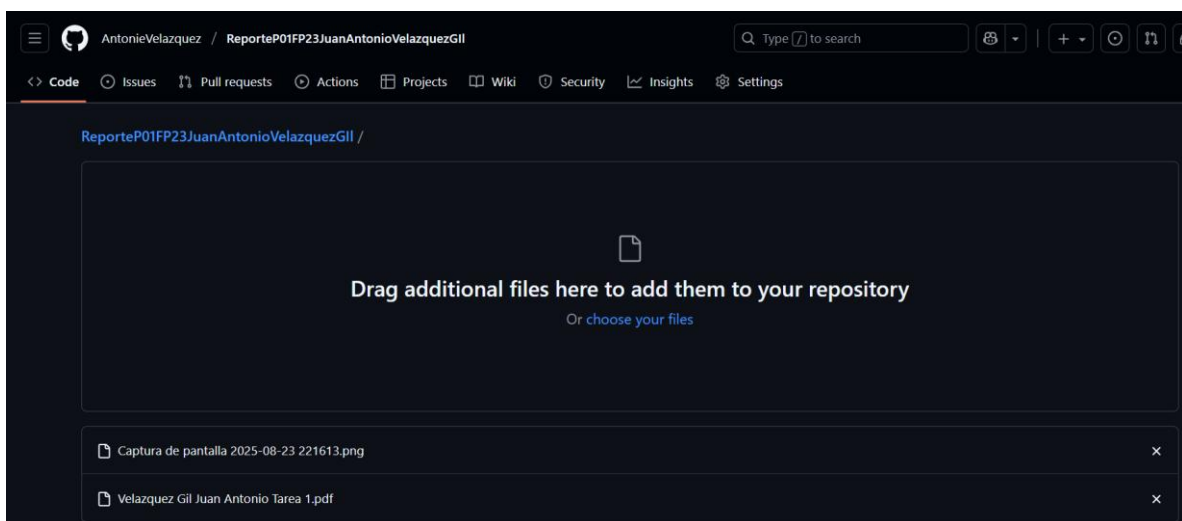 AntonieVelazquez / ReporteP01FP23JuanAntonioVelazquezGIl
Type / to search
Code Issues Pull requests Actions Projects Wiki Security Insights Settings
ReporteP01FP23JuanAntonioVelazquezGIl /
Drag additional files here to add them to your repository
Or choose your files
Captura de pantalla 2025-08-23 221613.png
Velazquez Gil Juan Antonio Tarea 1.pdf